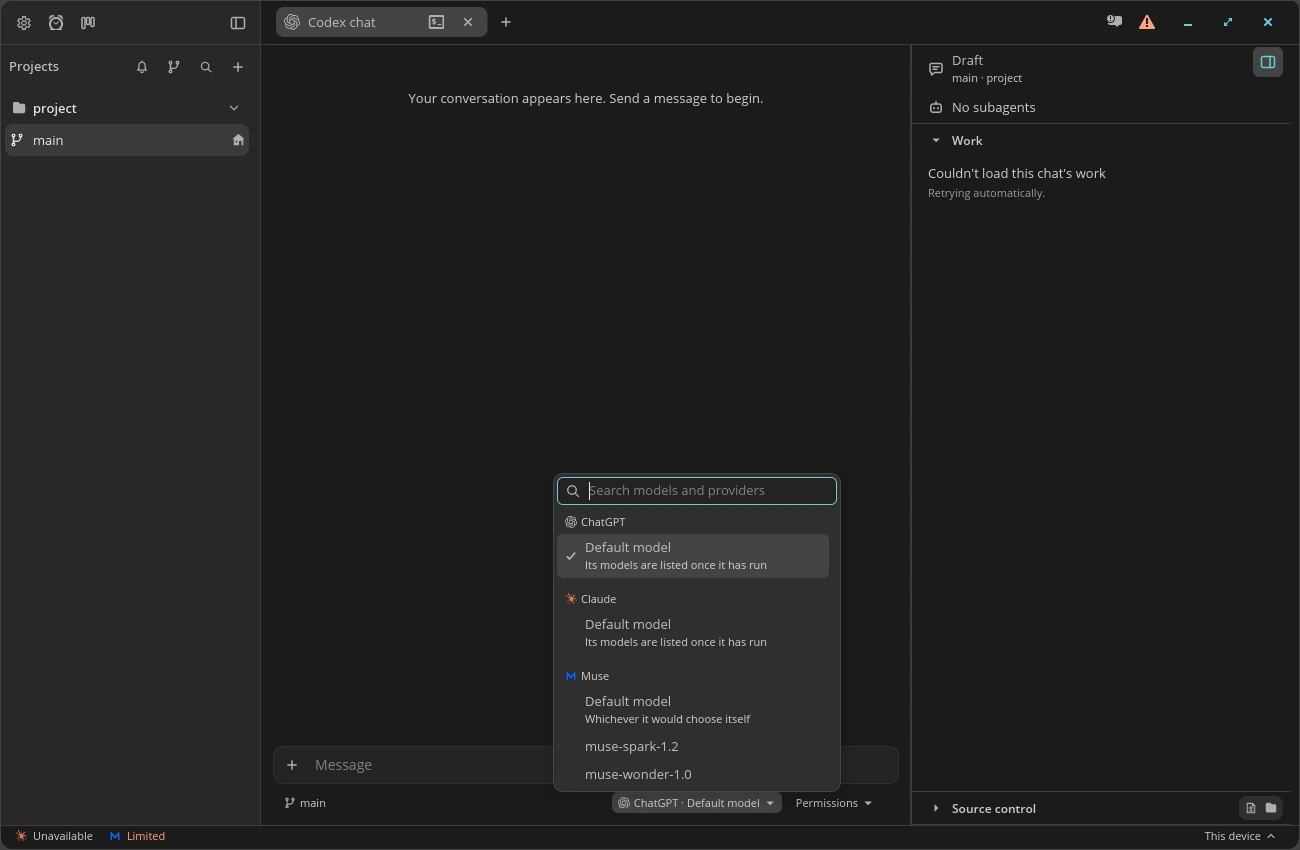 Codex chat
Projects
project
main
Your conversation appears here. Send a message to begin.
Search models and providers
ChatGPT
Default model
Its models are listed once it has run
Claude
Default model
Its models are listed once it has run
Muse
Default model
Whichever it would choose itself
muse-spark-1.2
muse-wonder-1.0
Message
main
ChatGPT · Default model
Permissions
Draft
main · project
No subagents
Work
Couldn't load this chat's work
Retrying automatically.
Source control
Unavailable
Limited
This device